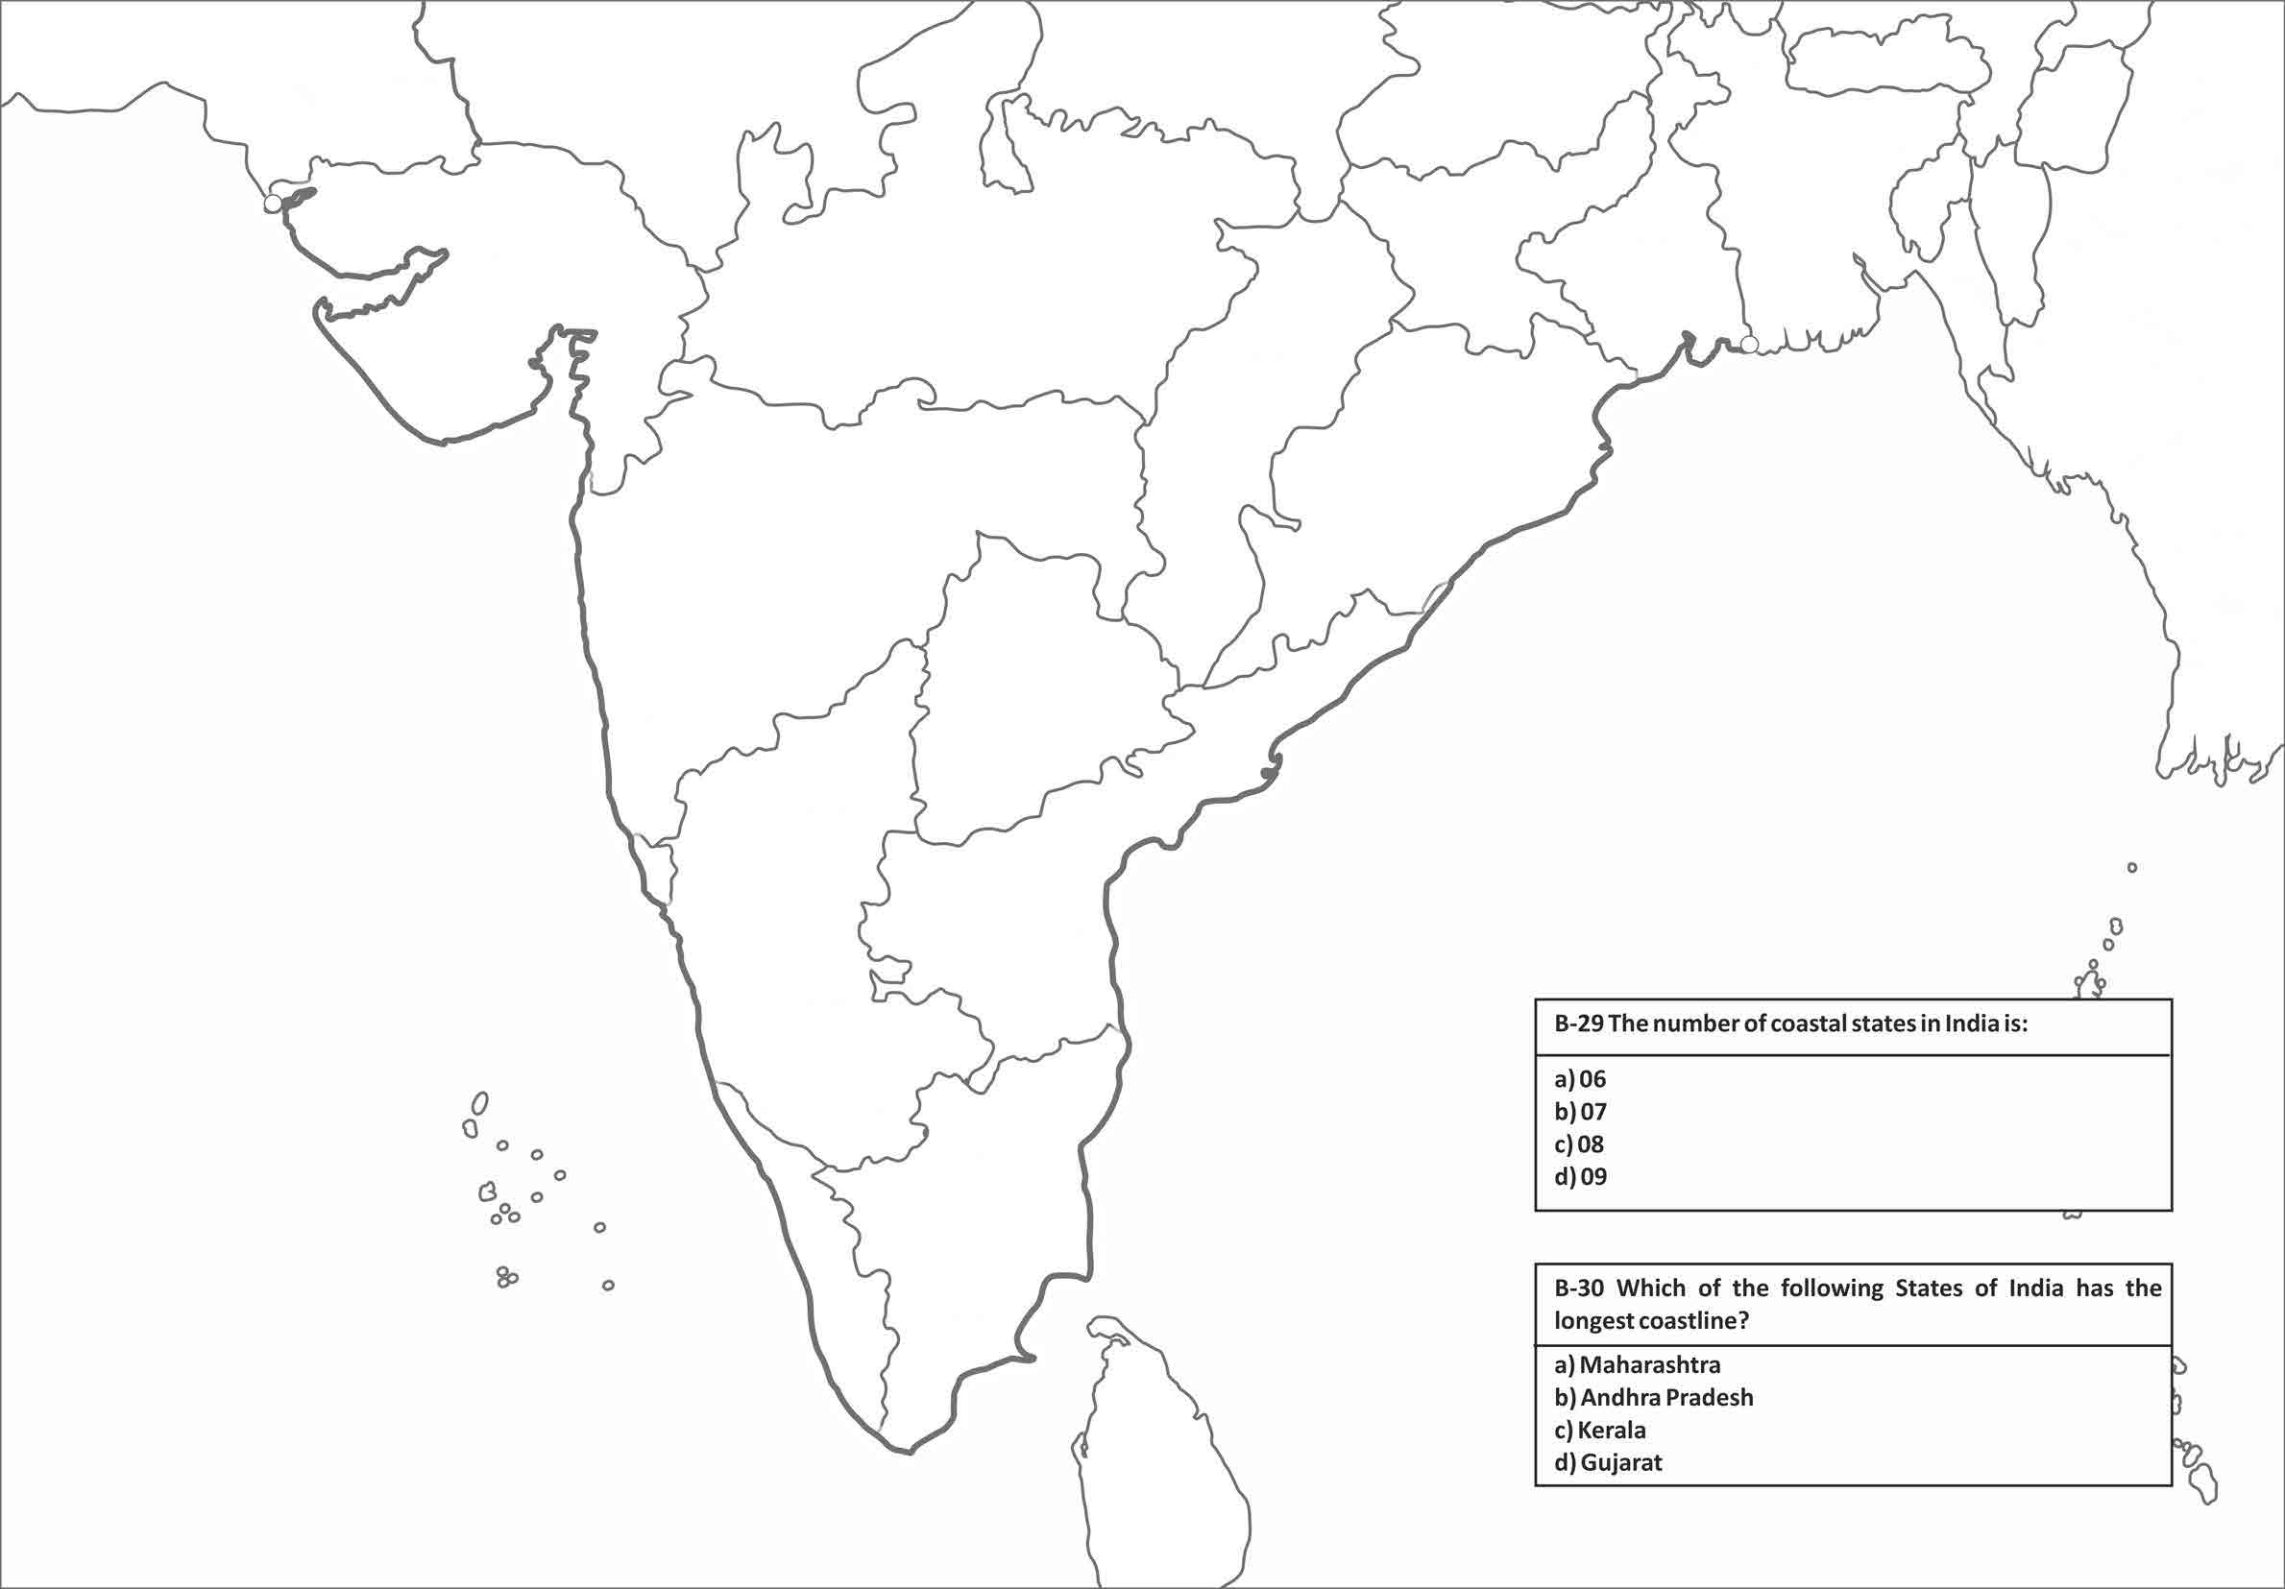 B-29 The number of coastal states in India is:
a) 06
b) 07
c) 08
d) 09
B-30 Which of the following States of India has the
longest coastline?
a) Maharashtra
b) Andhra Pradesh
c) Kerala
d) Gujarat